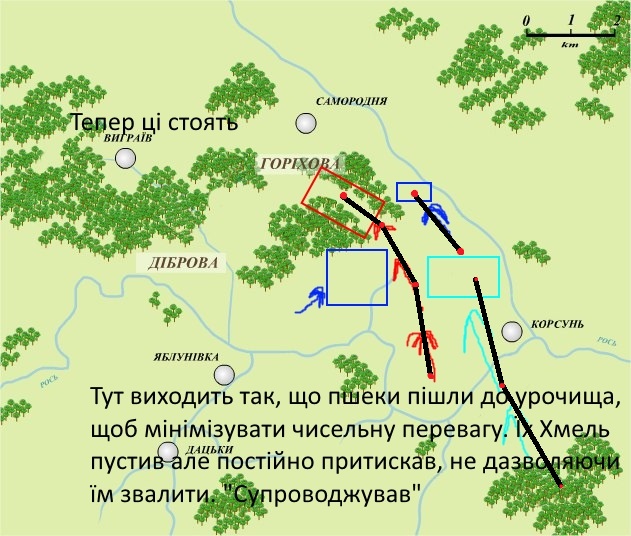 0 1 2
km
САМОРОДНЯ
Тепер ці стоять
ВИГРАЇВ
ГОРІХОВА
ДІБРОВА
КОРСУНЬ
РОСЬ
ЯБЛУНІВКА
РОСЬ
Тут виходить так, що пшеки пішли до урочища,
щоб мінімізувати чисельну перевагу. Їх Хмель
ДАЦЬКИ
пустив але постійно притискав, не дазволяючи
їм звалити. "Супроводжував"